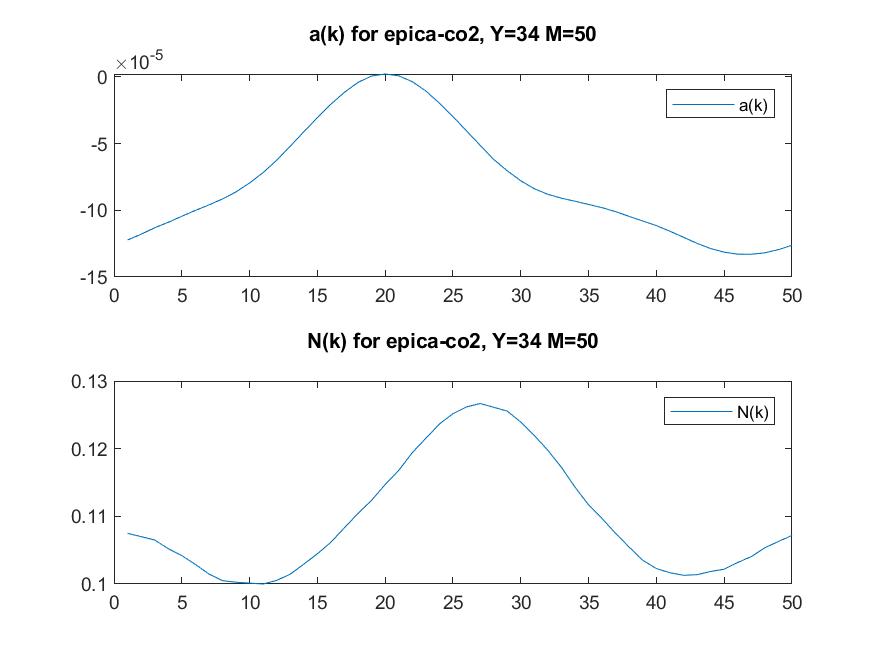 a(k) for epica-co2, Y=34 M=50
×10-5
0
a(k)
-5
-10
-15
0 5 10 15 20 25 30 35 40 45 50
N(k) for epica-co2, Y=34 M=50
0.13
N(k)
0.12
0.11
0.1
0 5 10 15 20 25 30 35 40 45 50